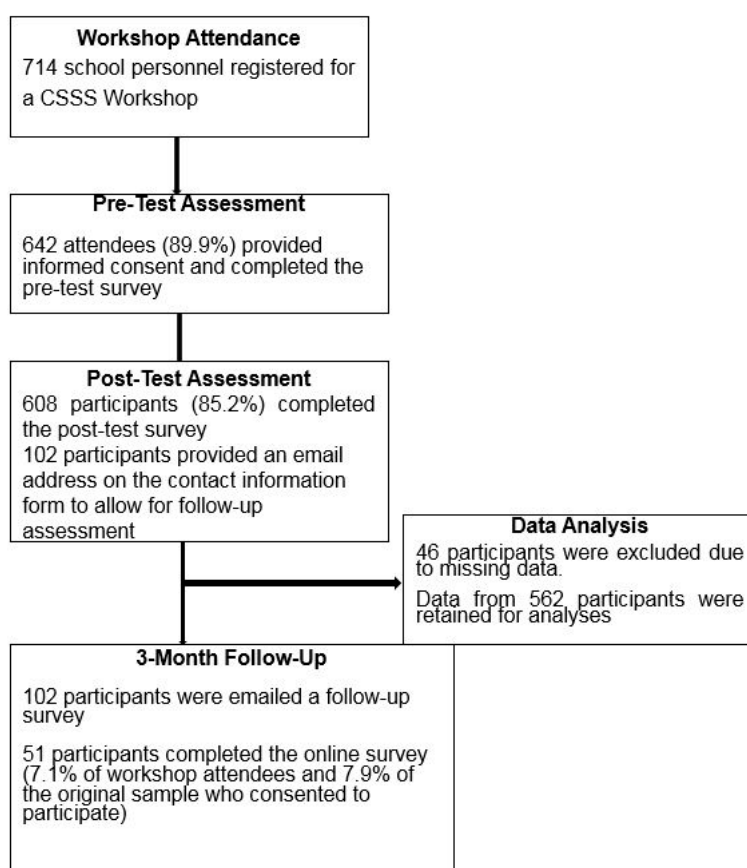 Workshop Attendance
714 school personnel registered for
a CSSS Workshop
Pre-Test Assessment
642 attendees (89.9%) provided
informed consent and completed the
pre-test survey
Post-Test Assessment
608 participants (85.2%) completed
the post-test survey
102 participants provided an email
address on the contact information
form to allow for follow-up
assessment
Data Analysis
46 participants were excluded due
to missing data.
Data from 562 participants were
retained for analyses
3-Month Follow-Up
102 participants were emailed a follow-up
survey
51 participants completed the online survey
(7.1% of workshop attendees and 7.9% of
the original sample who consented to
participate)